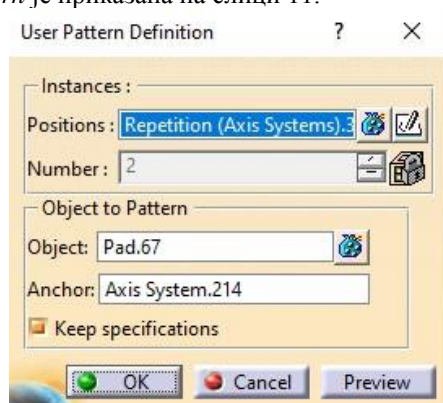 је приказана на слици 11.
User Pattern Definition ? ×
Instances :
Positions : Repetition (Axis Systems).3
Number : 2
Object to Pattern
Object: Pad.67
Anchor: Axis System.214
Keep specifications
OK Cancel Preview